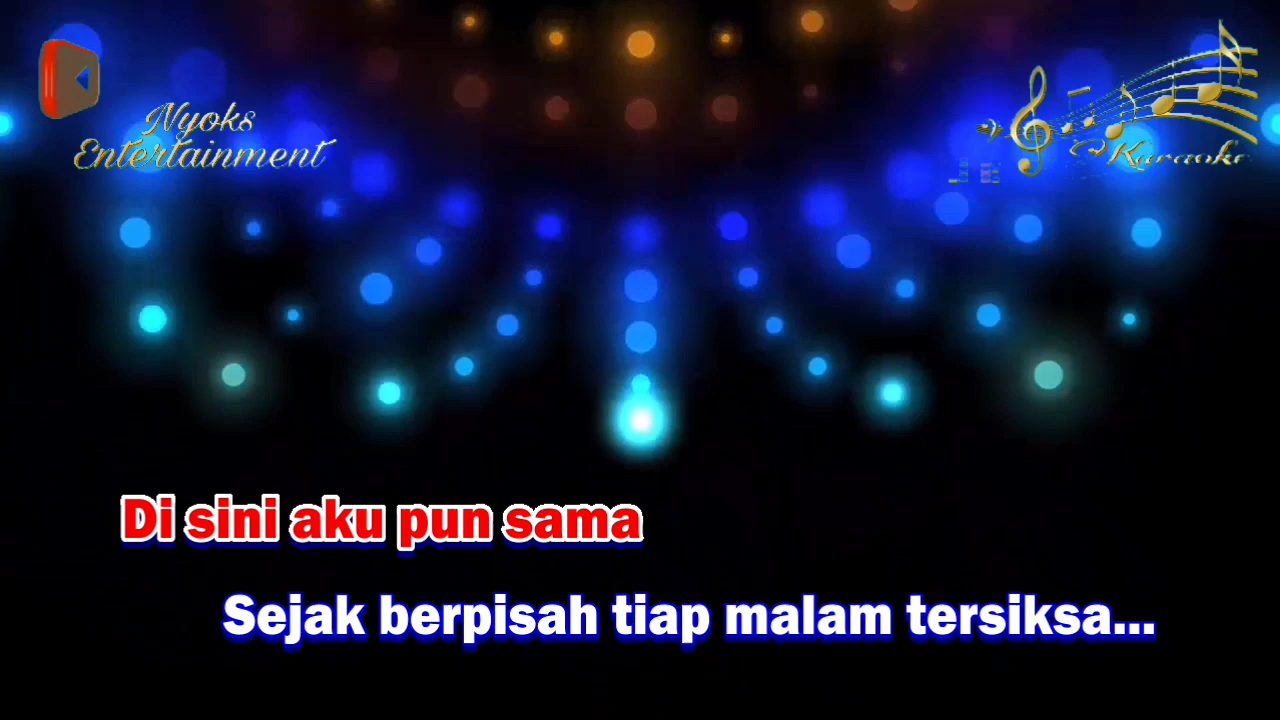 Nyoks
Entertainment
Karaoke
Di sini aku pun sama
Sejak berpisah tiap malam tersiksa...